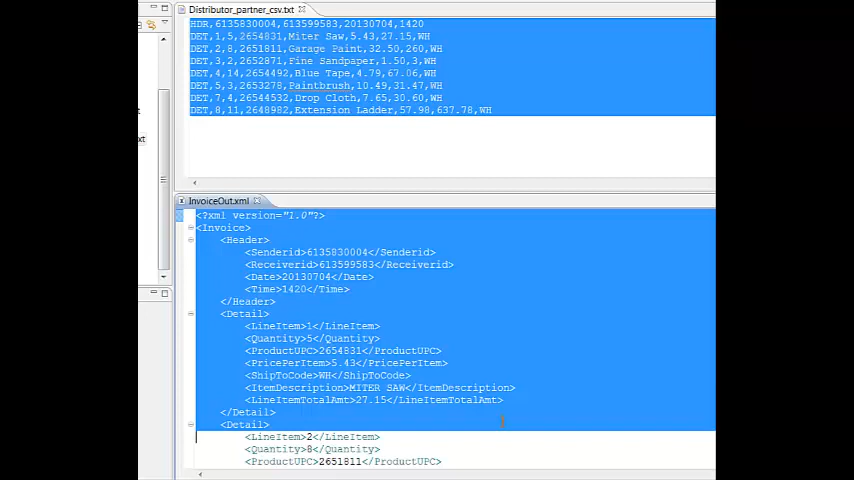 Distributor_partner_csv.txt
HDR,6135830004,613599583,20130704,1420
DET,1,5,2654831,Miter Saw,5.43,27.15,WH
DET,2,8,2651811,Garage Paint,32.50,260,WH
DET,3,2,2652871,Fine Sandpaper,1.50,3,WH
DET,4,14,2654492,Blue Tape,4.79,67.06,WH
DET,5,3,2653278,Paintbrush,10.49,31.47,WH
DET,7,4,26544532,Drop Cloth,7.65,30.60,WH
DET,8,11,2648982,Extension Ladder,57.98,637.78,WH
xt
InvoiceOut.xml
<?xml version="1.0"?>
<Invoice>
<Header>
<Senderid>6135830004</Senderid>
<Receiverid>613599583</Receiverid>
<Date>20130704</Date>
<Time>1420</Time>
</Header>
<Detail>
<LineItem>1</LineItem>
<Quantity>5</Quantity>
<ProductUPC>2654831</ProductUPC>
<PricePerItem>5.43</PricePerItem>
<ShipToCode>WH</ShipToCode>
<ItemDescription>MITER SAW</ItemDescription>
<LineItemTotalAmt>27.15</LineItemTotalAmt>
</Detail>
<Detail>
<LineItem>2</LineItem>
<Quantity>8</Quantity>
<ProductUPC>2651811</ProductUPC>